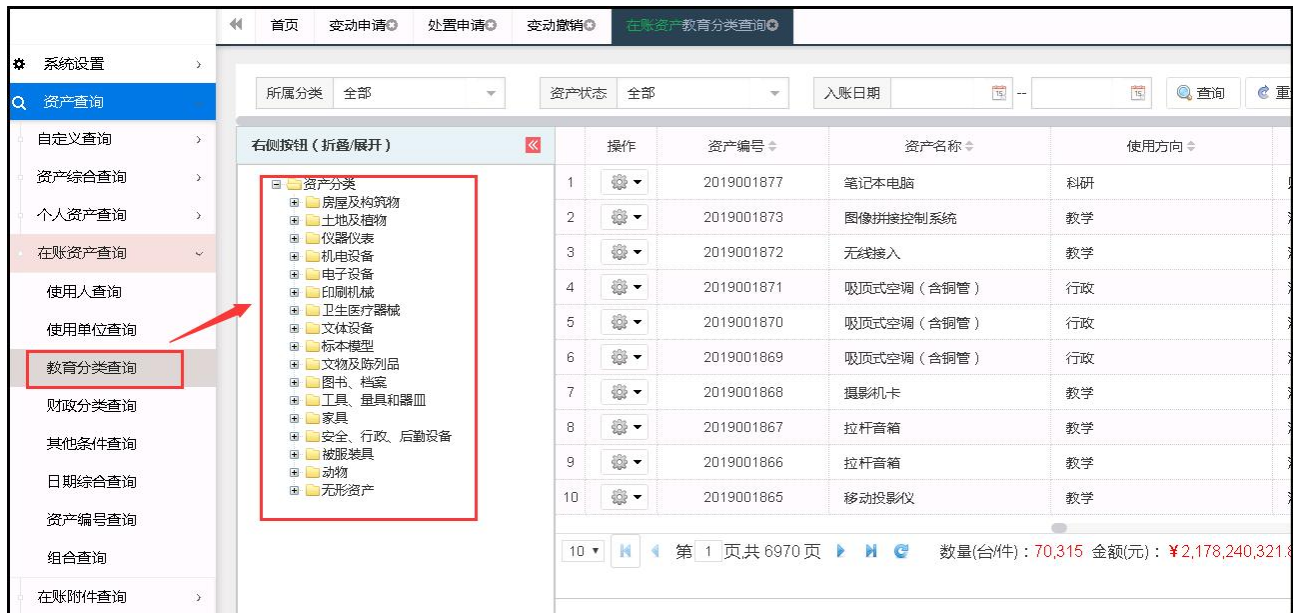 首页 变动申请 处置申请 变动撤销 在账资产教育分类查询
系统设置
资产查询
自定义查询
资产综合查询
个人资产查询
在账资产查询
使用人查询
使用单位查询
教育分类查询
财政分类查询
其他条件查询
日期综合查询
资产编号查询
组合查询
在账附件查询
所属分类 全部 资产状态 全部 入账日期 -- 查询 重
右侧按钮（折叠/展开）
资产分类
房屋及构筑物
土地及植物
仪器仪表
机电设备
电子设备
印刷机械
卫生医疗器械
文体设备
标本模型
文物及陈列品
图书、档案
工具、量具和器皿
家具
安全、行政、后勤设备
被服装具
动物
无形资产
操作 资产编号 资产名称 使用方向
1 2019001877 笔记本电脑 科研
2 2019001873 图像拼接控制系统 教学
3 2019001872 无线接入 教学
4 2019001871 吸顶式空调（含铜管） 行政
5 2019001870 吸顶式空调（含铜管） 行政
6 2019001869 吸顶式空调（含铜管） 行政
7 2019001868 摄影机卡 教学
8 2019001867 拉杆音箱 教学
9 2019001866 拉杆音箱 教学
10 2019001865 移动投影仪 教学
10 第 1 页,共 6970 页 数量(台/件)：70,315 金额(元)：￥2,178,240,321.